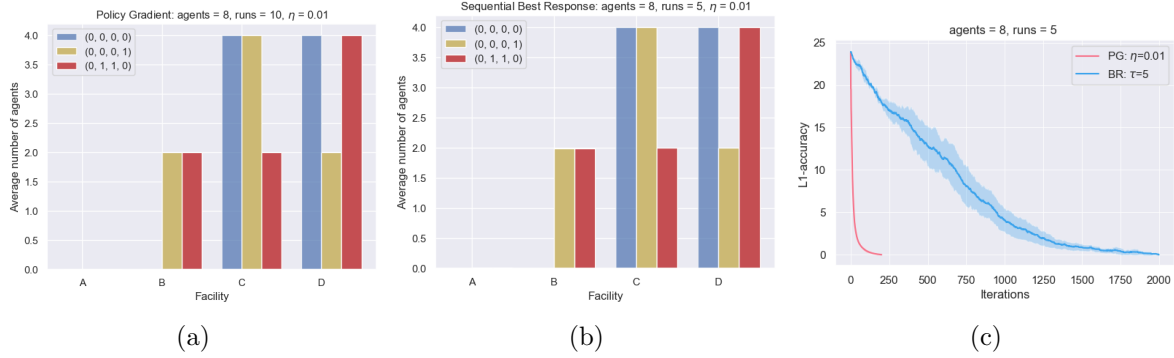 Policy Gradient: agents = 8, runs = 10, η = 0.01
4.0
3.5
3.0
2.5
2.0
1.5
1.0
0.5
0.0
Average number of agents
(0, 0, 0, 0)
(0, 0, 0, 1)
(0, 1, 1, 0)
A B C D
Facility
(a)
Sequential Best Response: agents = 8, runs = 5, η = 0.01
4.0
3.5
3.0
2.5
2.0
1.5
1.0
0.5
0.0
Average number of agents
(0, 0, 0, 0)
(0, 0, 0, 1)
(0, 1, 1, 0)
A B C D
Facility
(b)
agents = 8, runs = 5
25
20
15
10
5
0
L1-accuracy
PG: η=0.01
BR: τ=5
0 250 500 750 1000 1250 1500 1750 2000
Iterations
(c)